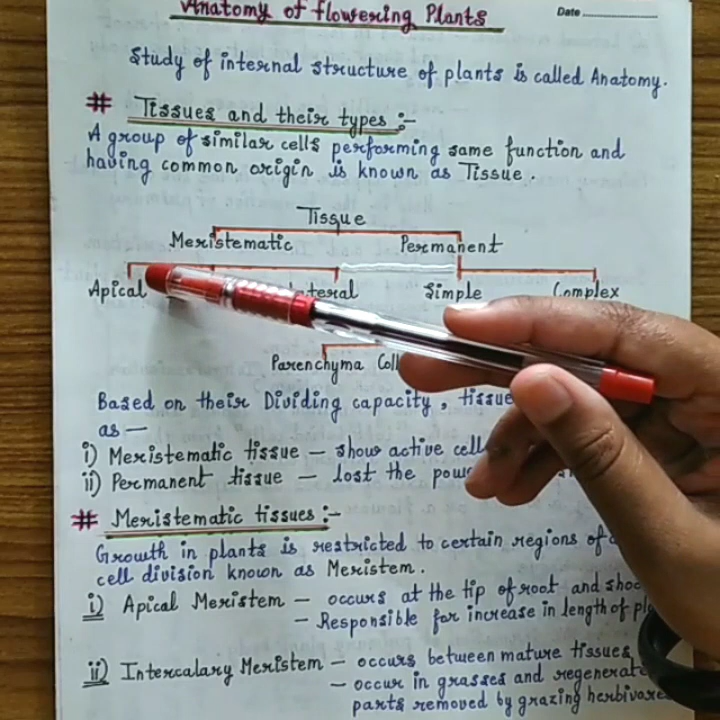 Anatomy of flowering Plants
Date
Study of internal structure of plants is called Anatomy.
# Tissues and their types :-
A group of similar cells performing same function and
having common origin is known as Tissue.
Tissue
Meristematic Permanent
Apical Simple Complex
Parenchyma
Based on their Dividing capacity, tissue
as —
i) Meristematic tissue — show active cell
ii) Permanent tissue — lost the
# Meristematic tissues :-
Growth in plants is restricted to certain regions of
cell division known as Meristem.
i) Apical Meristem — occurs at the tip of root and
— Responsible for increase in length of
ii) Intercalary Meristem — occurs between mature tissues
— occur in grasses and regenerate
parts removed by grazing